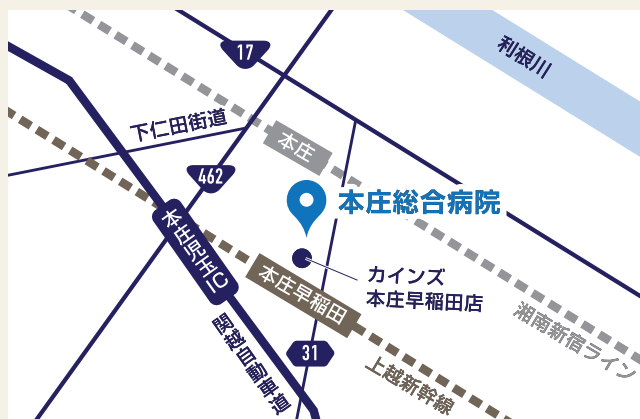 17
利根川
下仁田街道
本庄
462
本庄総合病院
本庄児玉IC
カインズ
本庄早稲田店
本庄早稲田
湘南新宿ライン
31
関越自動車道
上越新幹線